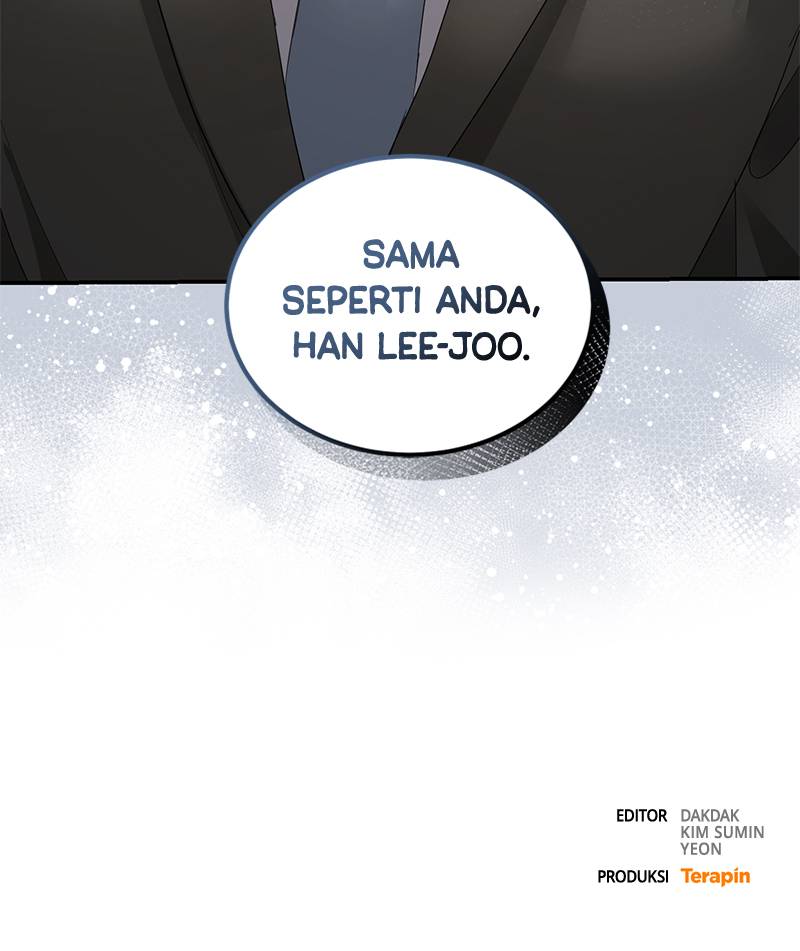 SAMA
SEPERTI ANDA,
HAN LEE-JOO.
EDITOR DAKDAK
KIM SUMIN
YEON
PRODUKSI Terapin